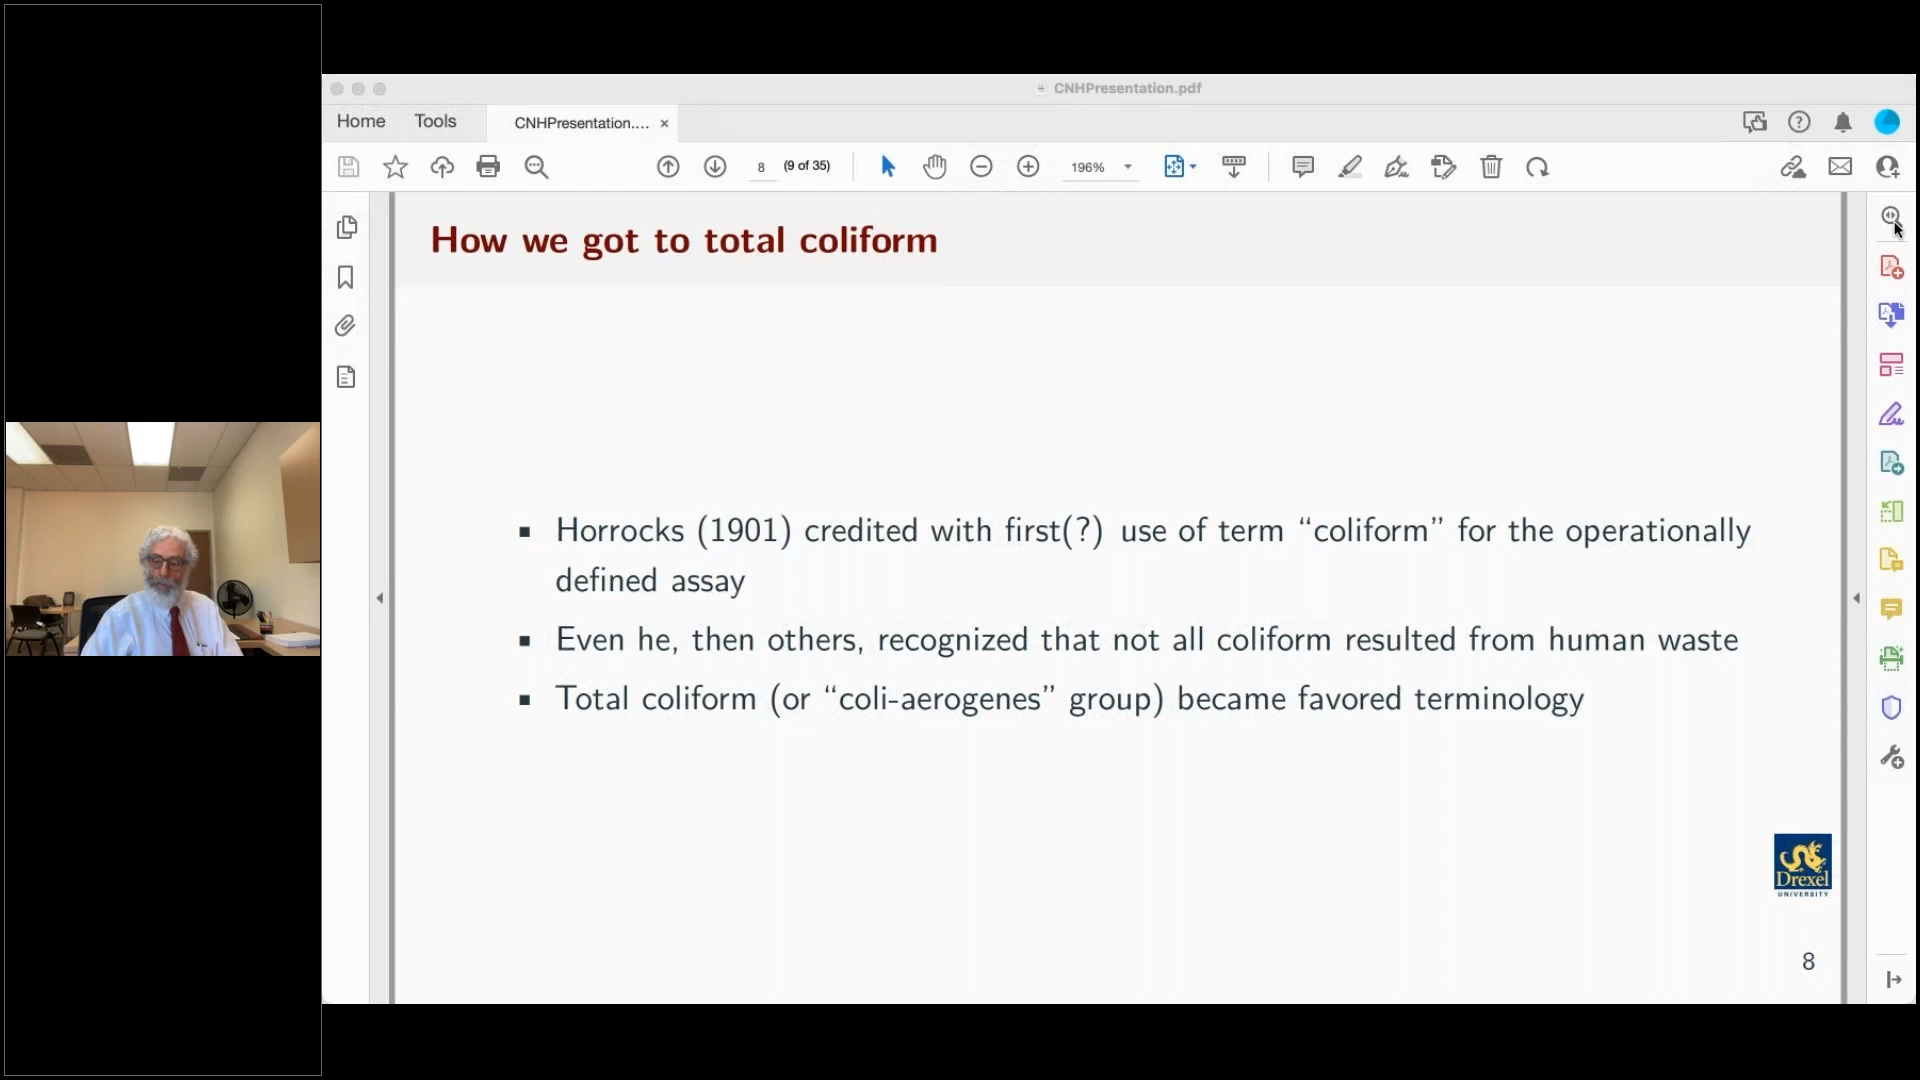 CNHPresentation.pdf
Home
Tools
CNHPresentation....
8
(9 of 35)
196%
How we got to total coliform
Horrocks (1901) credited with first(?) use of term “coliform” for the operationally
defined assay
Even he, then others, recognized that not all coliform resulted from human waste
Total coliform (or “coli-aerogenes” group) became favored terminology
Drexel
UNIVERSITY
8